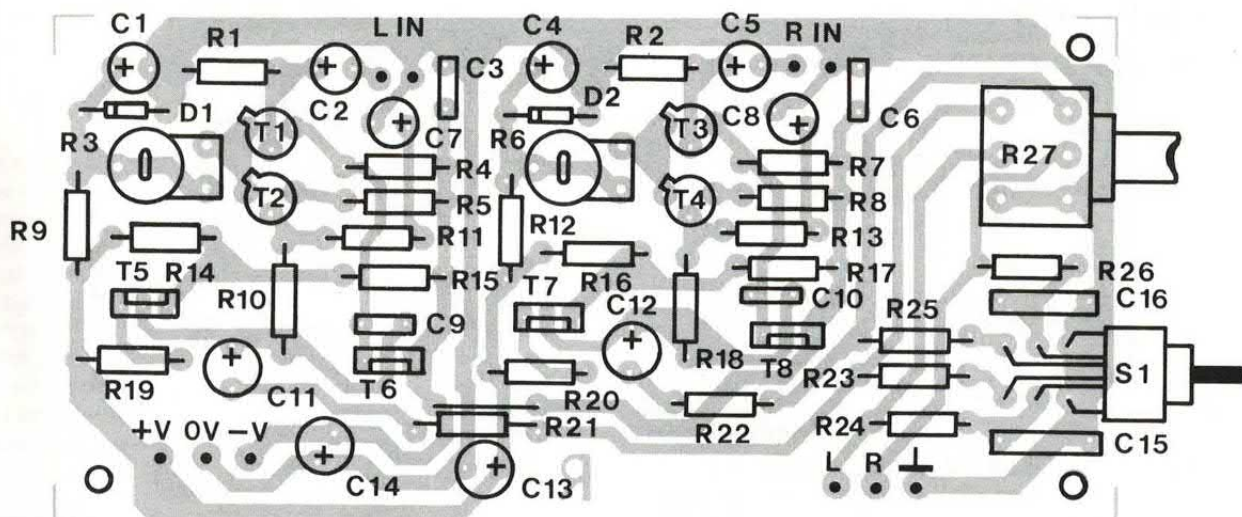 C1 R1 C2 L IN C3 C4 R2 C5 R IN
D1 T1 C7 D2 T3 C8 C6
R3 R4 R6 R7 R27
T2 R5 T4 R8
R9 R11 R12 R13
T5 R14 R10 R15 T7 R16 R17 R26
C9 C12 C10 R25 C16
R19 C11 T6 R20 R18 T8 R23 S1
+V 0V -V R21 R22 R24 C15
C14 C13 L R